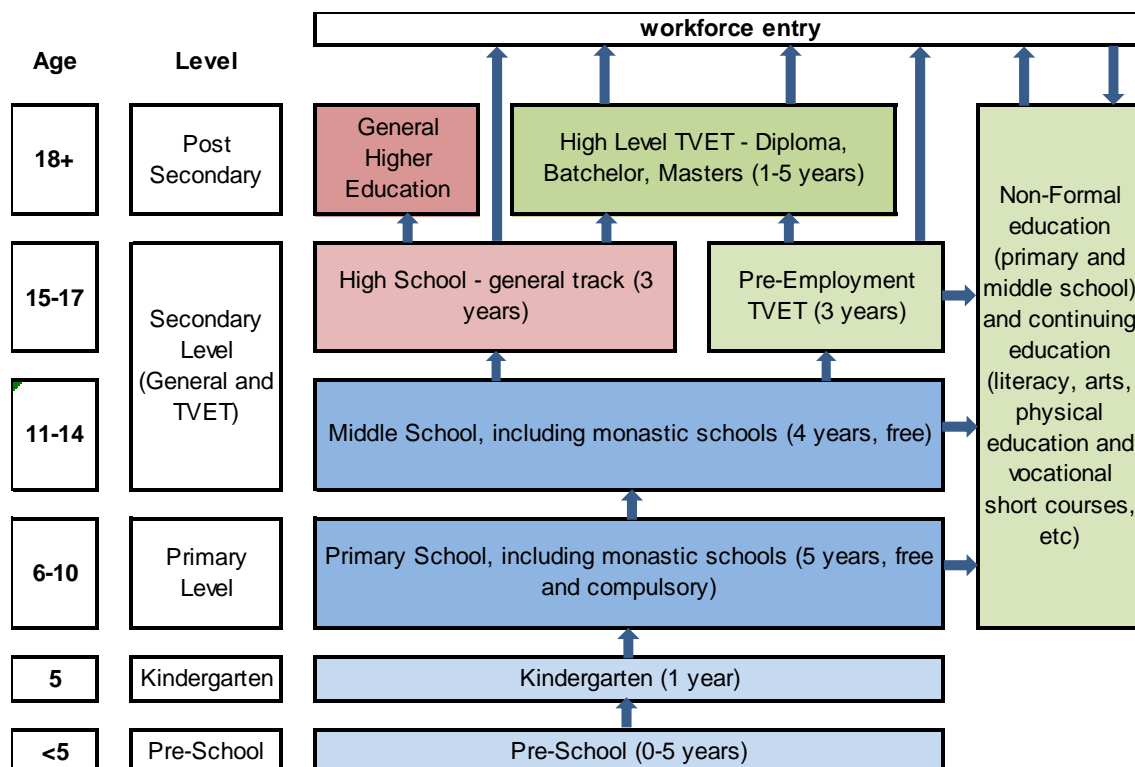 workforce entry
Age
Level
18+
Post
Secondary
General
Higher
Education
High Level TVET - Diploma,
Batchelor, Masters (1-5 years)
Non-Formal
education
(primary and
middle school)
and continuing
education
(literacy, arts,
physical
education and
vocational
short courses,
etc)
15-17
Secondary
Level
(General and
TVET)
High School - general track (3
years)
Pre-Employment
TVET (3 years)
11-14
Middle School, including monastic schools (4 years, free)
6-10
Primary
Level
Primary School, including monastic schools (5 years, free
and compulsory)
5
Kindergarten
Kindergarten (1 year)
<5
Pre-School
Pre-School (0-5 years)